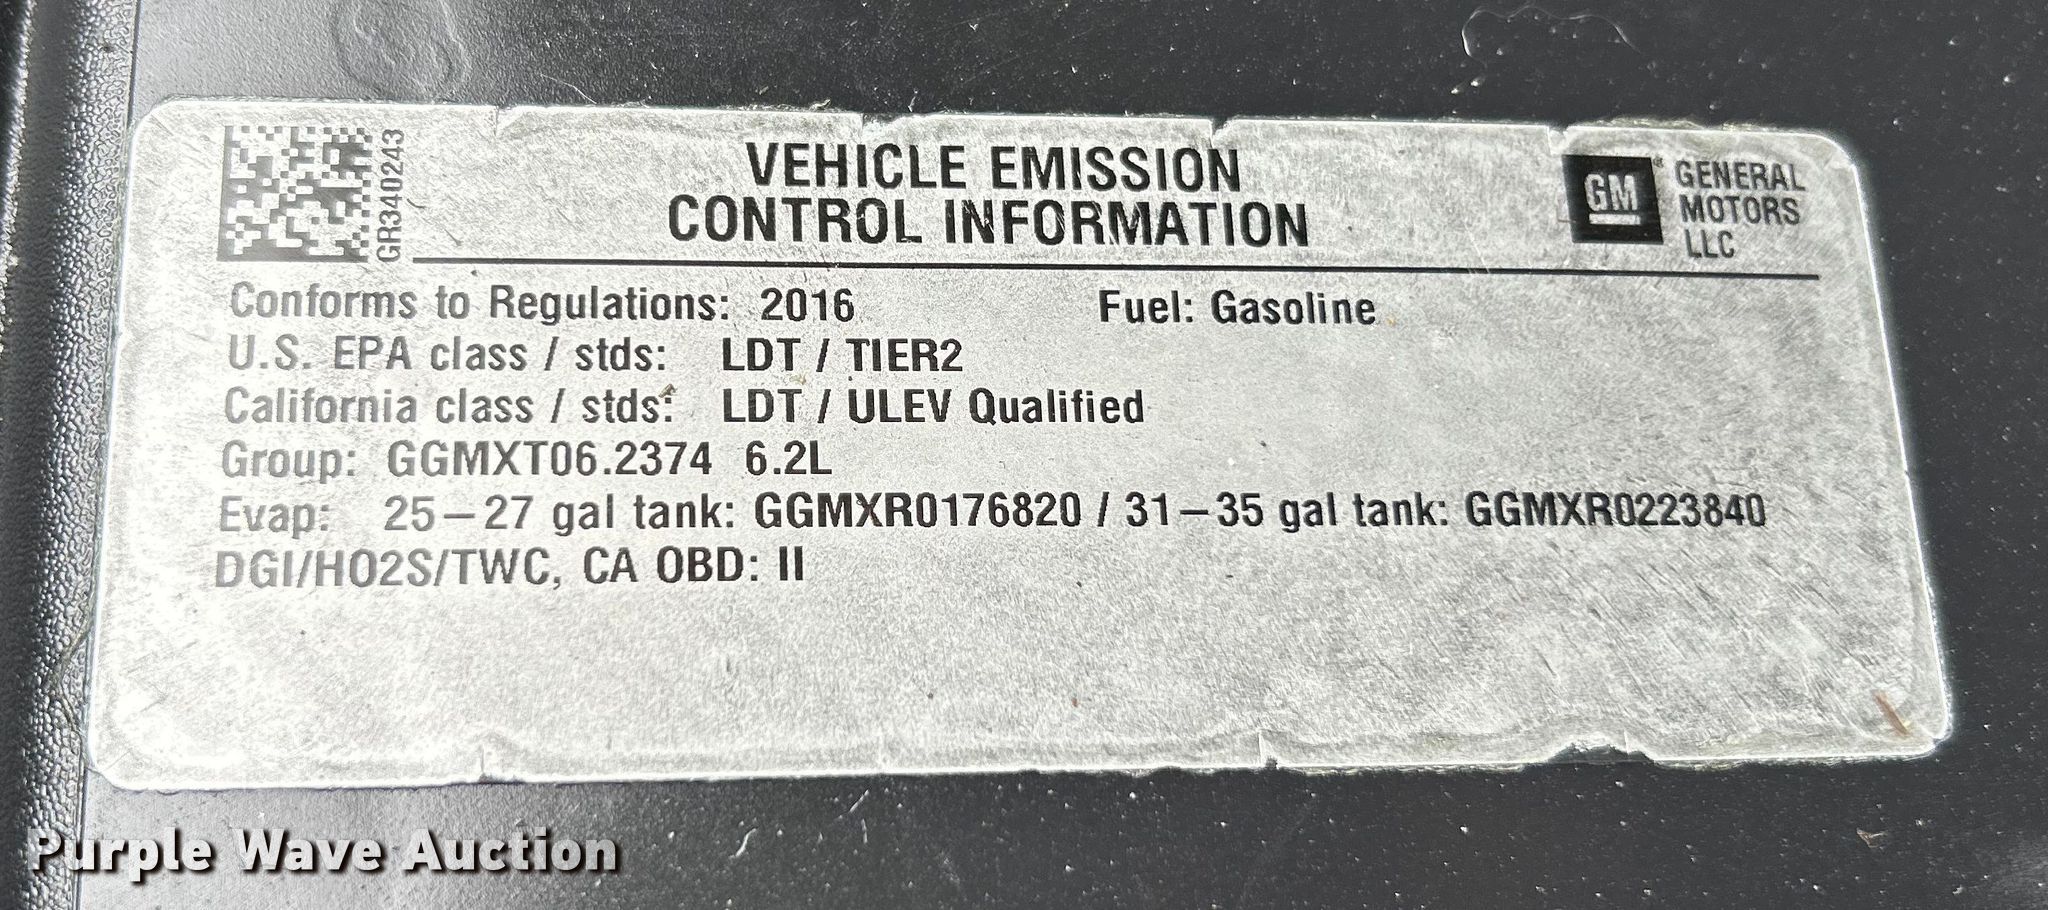 GR340243
VEHICLE EMISSION
CONTROL INFORMATION
GM
GENERAL
MOTORS
LLC
Conforms to Regulations: 2016 Fuel: Gasoline
U.S. EPA class / stds: LDT / TIER2
California class / stds: LDT / ULEV Qualified
Group: GGMXT06.2374 6.2L
Evap: 25–27 gal tank: GGMXR0176820 / 31–35 gal tank: GGMXR0223840
DGI/HO2S/TWC, CA OBD: II
Purple Wave Auction